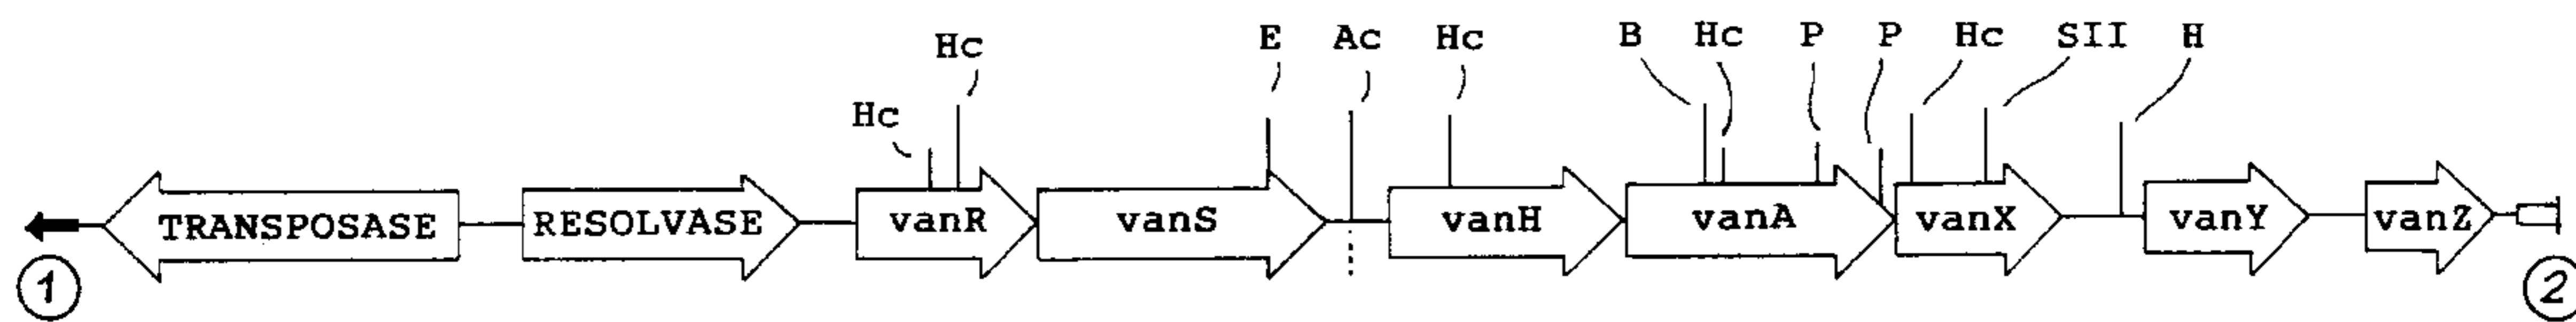 Hc Hc E Ac Hc B Hc P P Hc SII H
TRANSPOSASE RESOLVASE vanR vanS vanH vanA vanX vanY vanZ
1 2